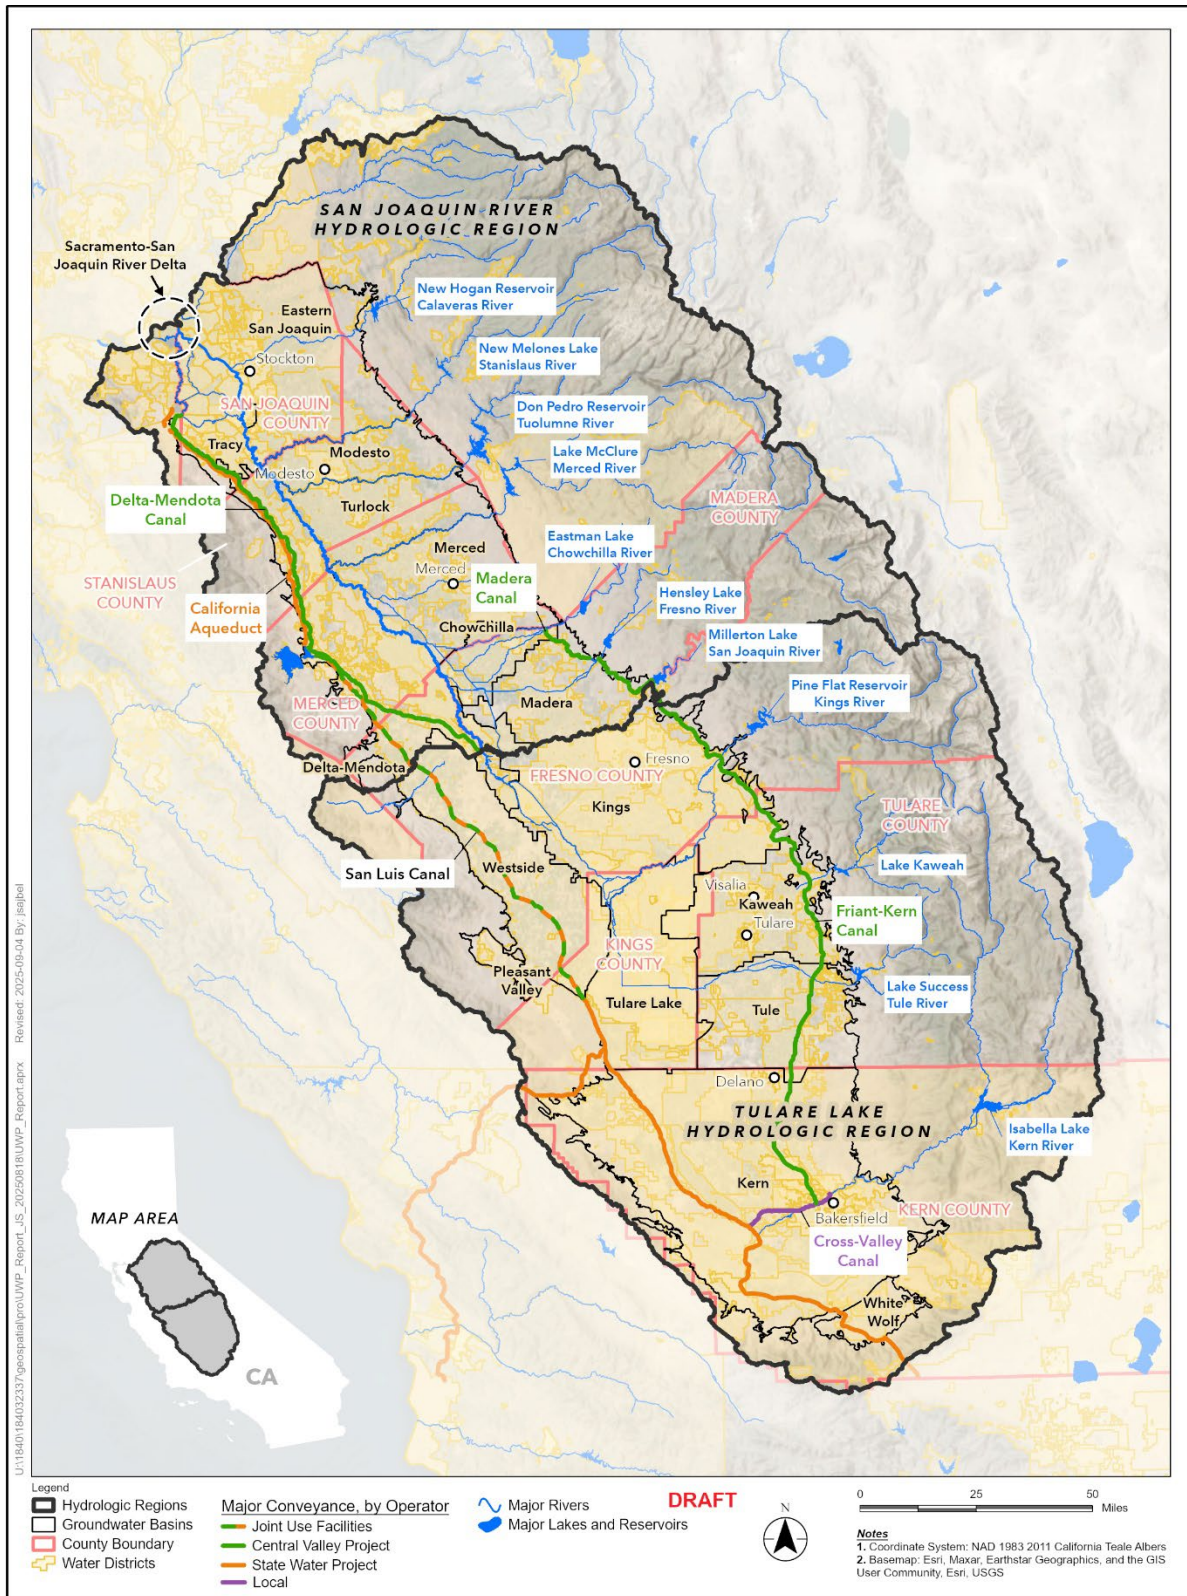 SAN JOAQUIN RIVER
HYDROLOGIC REGION
Sacramento-San
Joaquin River Delta
Eastern
San Joaquin
New Hogan Reservoir
Calaveras River
Stockton
New Melones Lake
Stanislaus River
SAN JOAQUIN
COUNTY
Don Pedro Reservoir
Tuolumne River
Tracy
Modesto
Modesto
Lake McClure
Merced River
Delta-Mendota
Canal
Turlock
MADERA
COUNTY
Eastman Lake
Chowchilla River
Merced
Merced
STANISLAUS
COUNTY
Madera
Canal
Hensley Lake
Fresno River
California
Aqueduct
Chowchilla
Millerton Lake
San Joaquin River
Pine Flat Reservoir
Kings River
MERCED
COUNTY
Madera
Delta-Mendota
Fresno
FRESNO COUNTY
Kings
TULARE
COUNTY
San Luis Canal
Westside
Lake Kaweah
Visalia
Kaweah
Tulare
Friant-Kern
Canal
KINGS
COUNTY
Pleasant
Valley
Tulare Lake
Tule
Lake Success
Tule River
Delano
TULARE LAKE
HYDROLOGIC REGION
Isabella Lake
Kern River
Kern
KERN COUNTY
Bakersfield
Cross-Valley
Canal
White
Wolf
MAP AREA
CA
U:\1840\184032337\geospatial\pro\UWP_Report_JS_20250818\UWP_Report.aprx Revised: 2025-09-04 By: jsajbel
Legend
Hydrologic Regions
Groundwater Basins
County Boundary
Water Districts
Major Conveyance, by Operator
Joint Use Facilities
Central Valley Project
State Water Project
Local
Major Rivers
Major Lakes and Reservoirs
DRAFT
N
0 25 50
Miles
Notes
1. Coordinate System: NAD 1983 2011 California Teale Albers
2. Basemap: Esri, Maxar, Earthstar Geographics, and the GIS
User Community, Esri, USGS